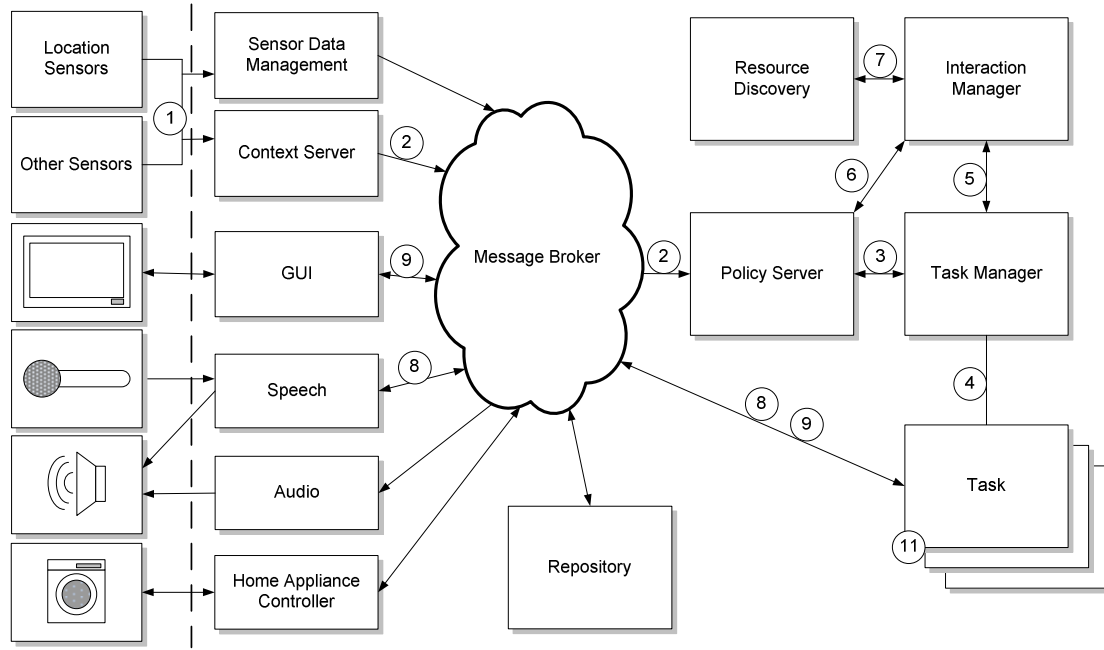 Location
Sensors
Other Sensors
1
Sensor Data
Management
Context Server
2
GUI
9
Speech
8
Audio
Home Appliance
Controller
Message Broker
Repository
2
Resource
Discovery
7
Interaction
Manager
6
5
Policy Server
3
Task Manager
4
8
9
Task
11